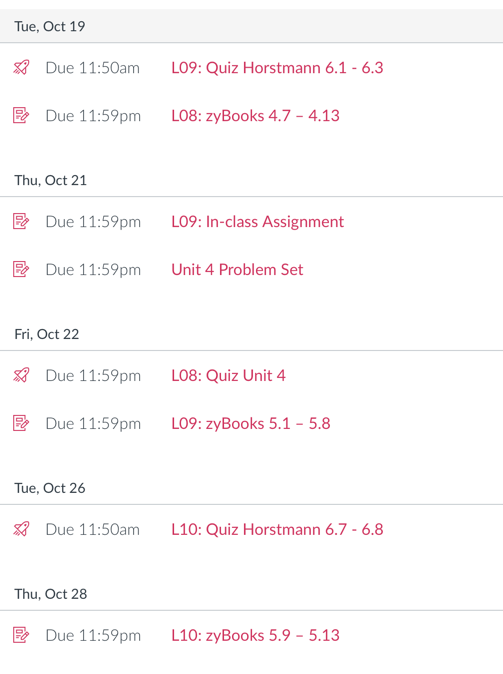 Tue, Oct 19
Due 11:50am L09: Quiz Horstmann 6.1 - 6.3
Due 11:59pm L08: zyBooks 4.7 – 4.13
Thu, Oct 21
Due 11:59pm L09: In-class Assignment
Due 11:59pm Unit 4 Problem Set
Fri, Oct 22
Due 11:59pm L08: Quiz Unit 4
Due 11:59pm L09: zyBooks 5.1 – 5.8
Tue, Oct 26
Due 11:50am L10: Quiz Horstmann 6.7 - 6.8
Thu, Oct 28
Due 11:59pm L10: zyBooks 5.9 – 5.13